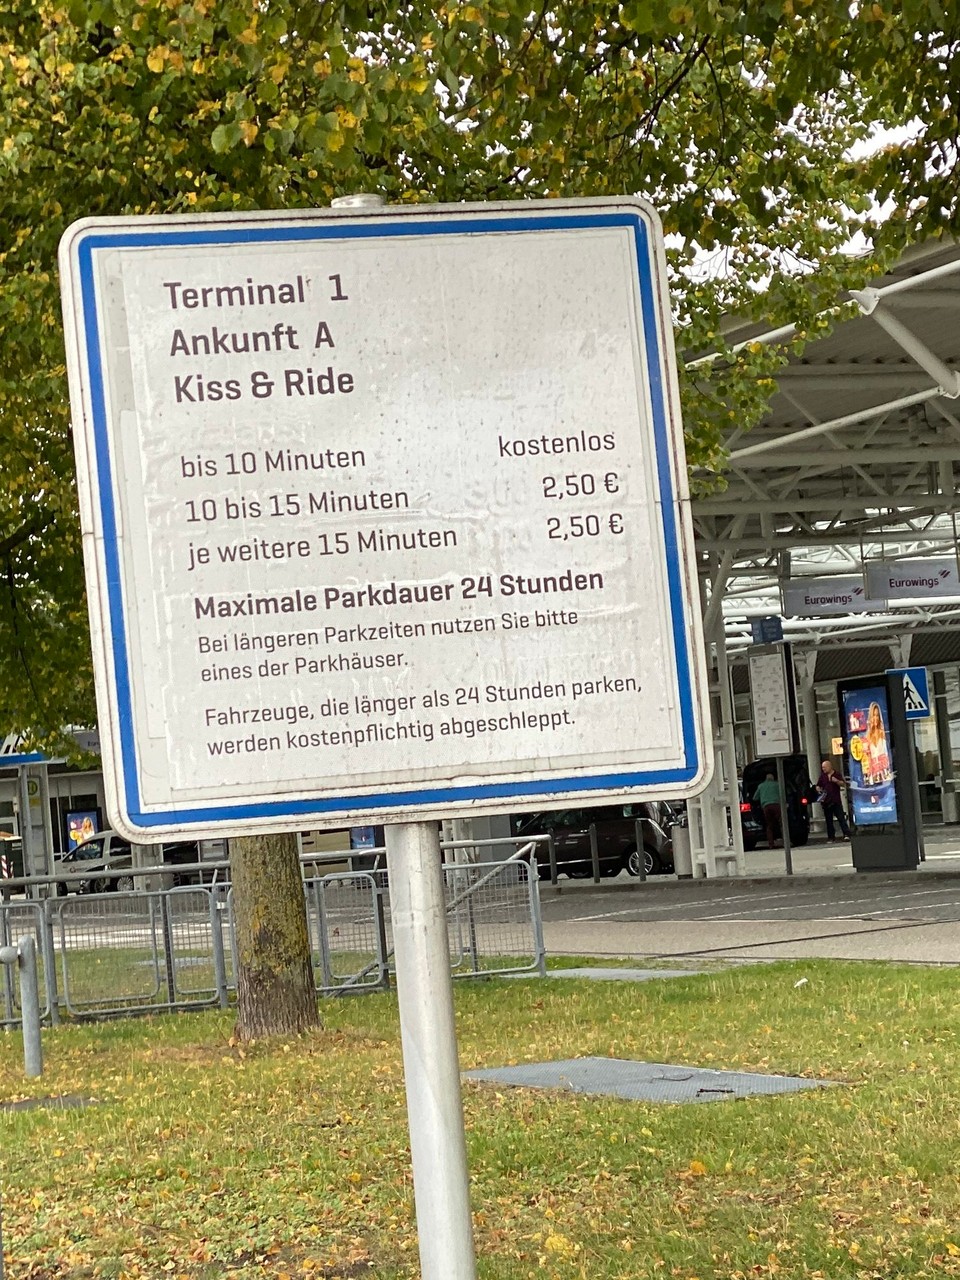 Terminal 1
Ankunft A
Kiss & Ride
bis 10 Minuten kostenlos
10 bis 15 Minuten 2,50 €
je weitere 15 Minuten 2,50 €
Maximale Parkdauer 24 Stunden
Bei längeren Parkzeiten nutzen Sie bitte
eines der Parkhäuser.
Fahrzeuge, die länger als 24 Stunden parken,
werden kostenpflichtig abgeschleppt.
Eurowings
Eurowings